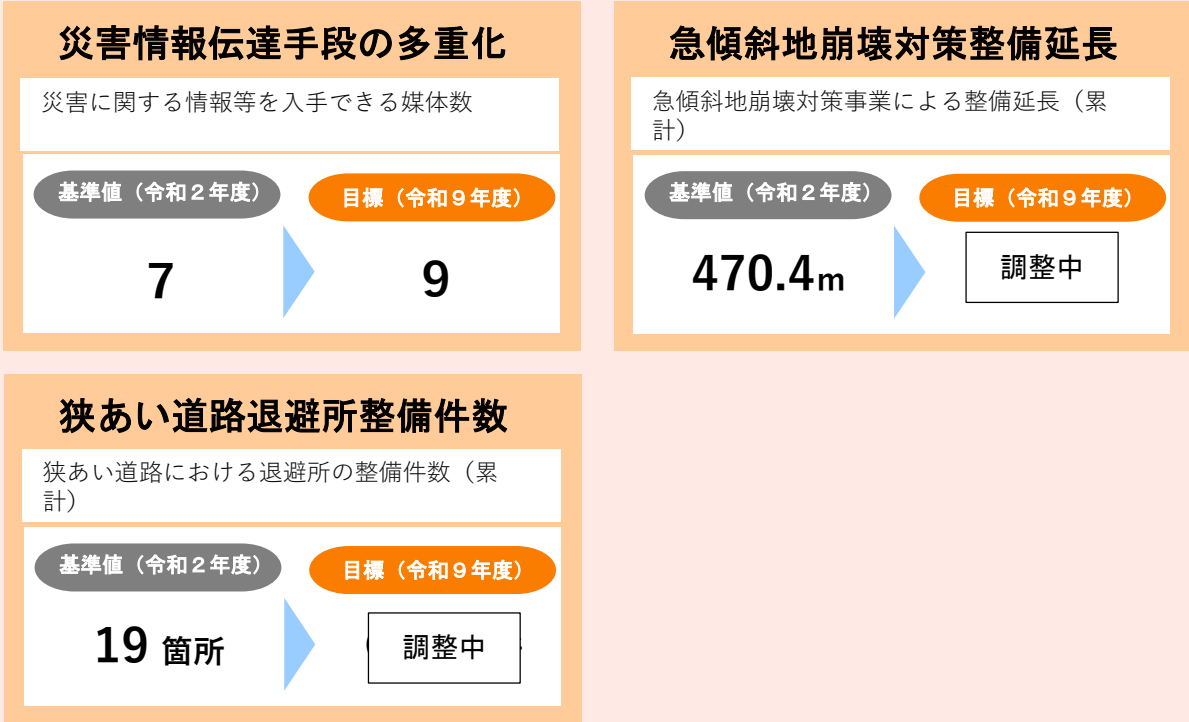 災害情報伝達手段の多重化
災害に関する情報等を入手できる媒体数
基準値（令和２年度）
目標（令和９年度）
7
9
急傾斜地崩壊対策整備延長
急傾斜地崩壊対策事業による整備延長（累
計）
基準値（令和２年度）
目標（令和９年度）
470.4m
調整中
狭あい道路退避所整備件数
狭あい道路における退避所の整備件数（累
計）
基準値（令和２年度）
目標（令和９年度）
19 箇所
調整中